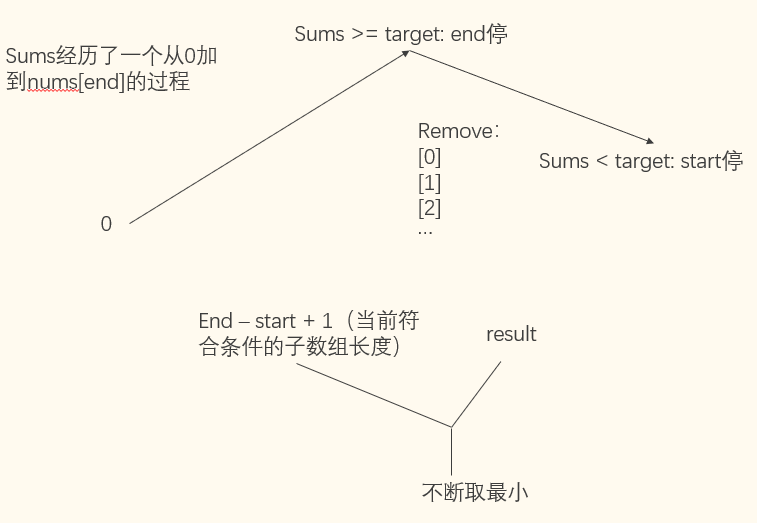 Sums >= target: end停
Sums经历了一个从0加
到nums[end]的过程
Remove：
[0]
[1]
[2]
...
Sums < target: start停
0
End – start + 1（当前符
合条件的子数组长度）
result
不断取最小